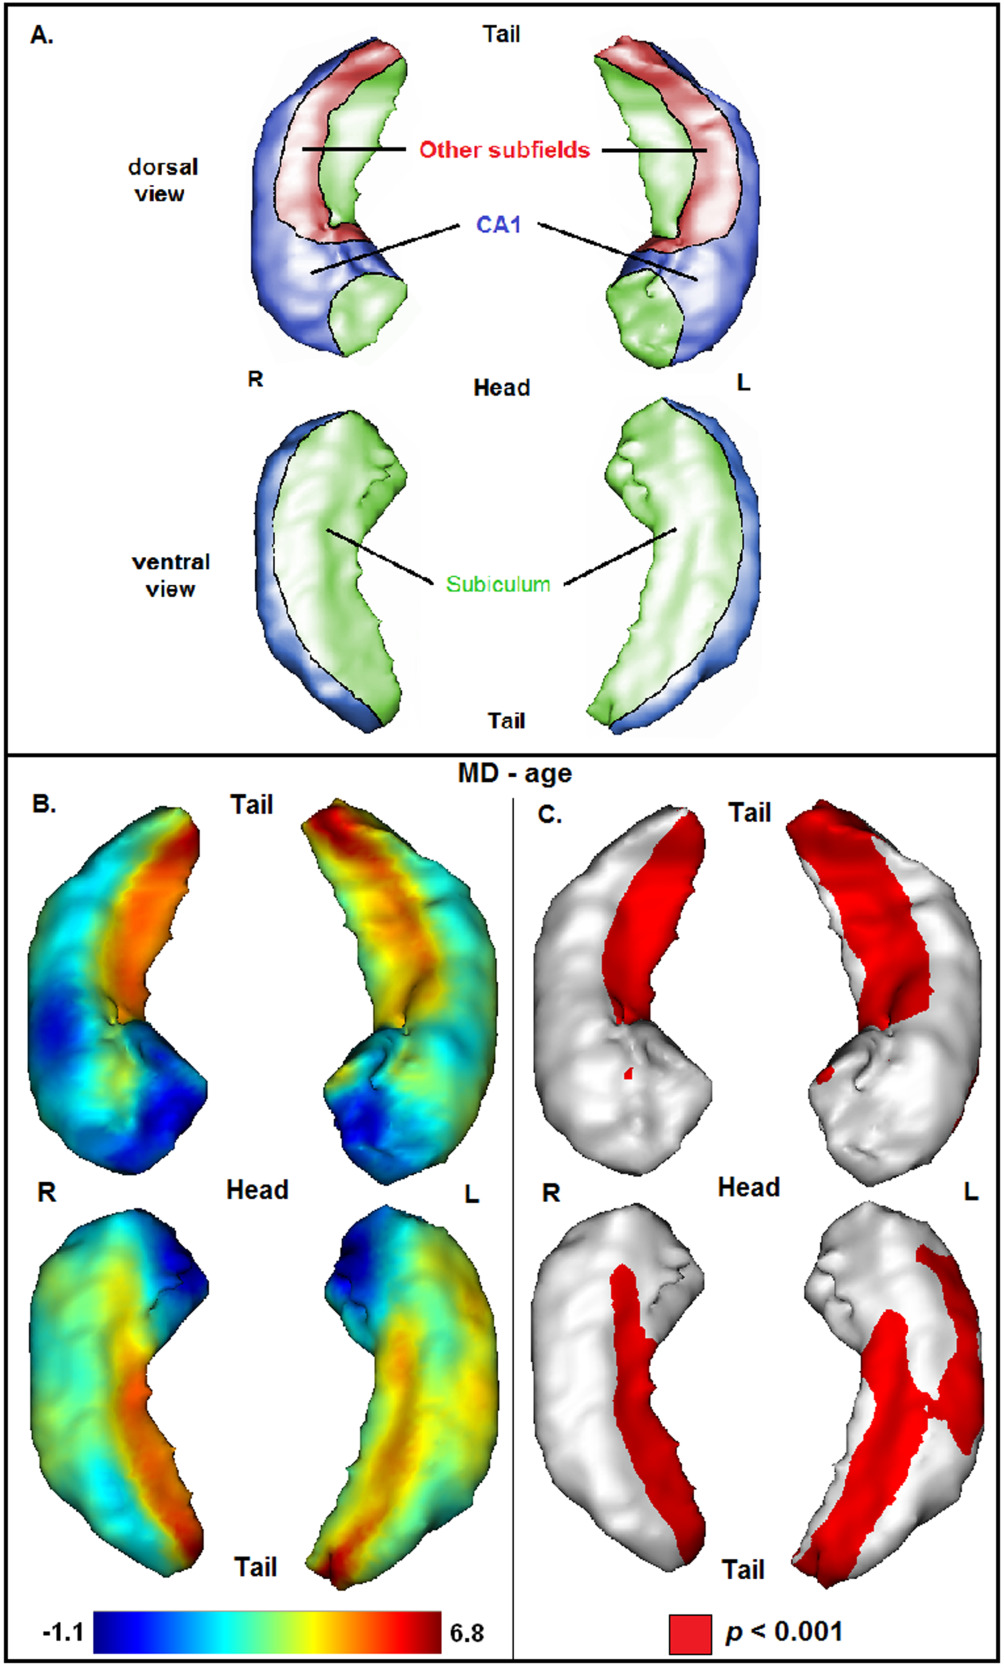 A.
Tail
dorsal
view
Other subfields
CA1
R
Head
L
ventral
view
Subiculum
Tail
MD - age
B.
Tail
C.
Tail
R
Head
L
R
Head
L
Tail
Tail
-1.1
6.8
p < 0.001